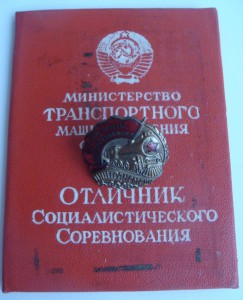 МИНИСТЕРСТВО
ТРАНСПОРТНОГО
ОТЛИЧНИК
СОЦИАЛИСТИЧЕСКОГО
СОРЕВНОВАНИЯ